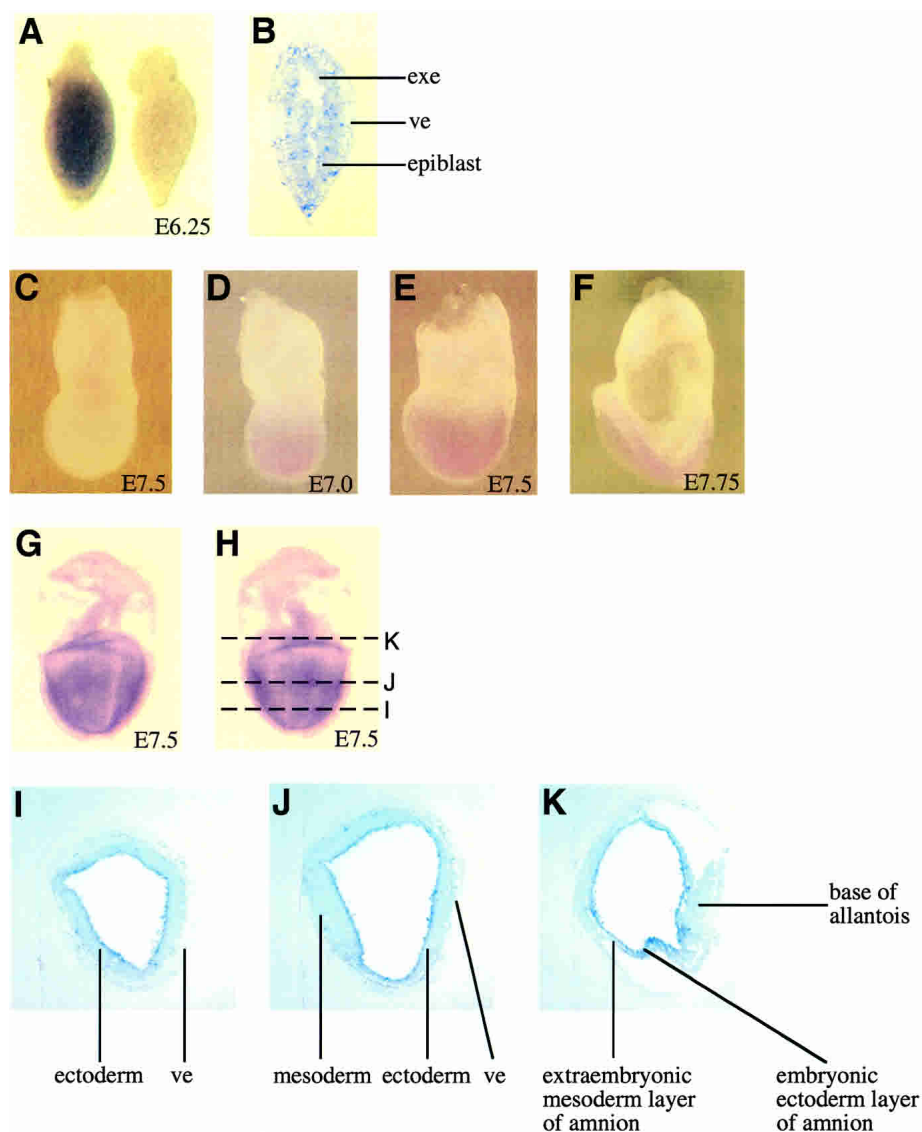 A
B
exe
ve
epiblast
E6.25
C
D
E
F
E7.5
E7.0
E7.5
E7.75
G
H
K
J
I
E7.5
E7.5
I
J
K
base of
allantois
ectoderm
ve
mesoderm
ectoderm
ve
extraembryonic
mesoderm layer
of amnion
embryonic
ectoderm layer
of amnion